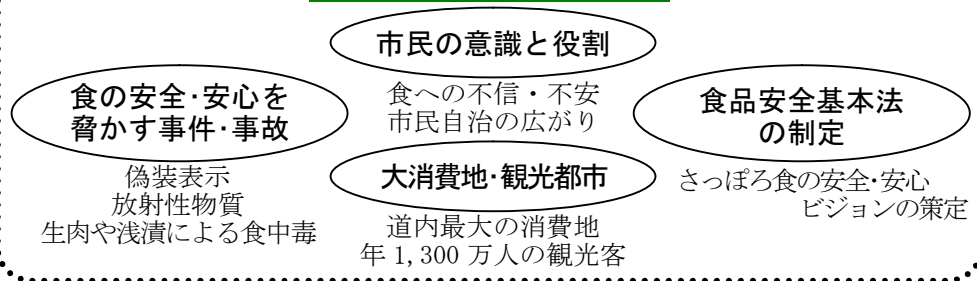 市民の意識と役割
食への不信・不安
市民自治の広がり
食の安全･安心を
脅かす事件･事故
偽装表示
放射性物質
生肉や浅漬による食中毒
大消費地･観光都市
道内最大の消費地
年 1,300 万人の観光客
食品安全基本法
の制定
さっぽろ食の安全･安心
ビジョンの策定